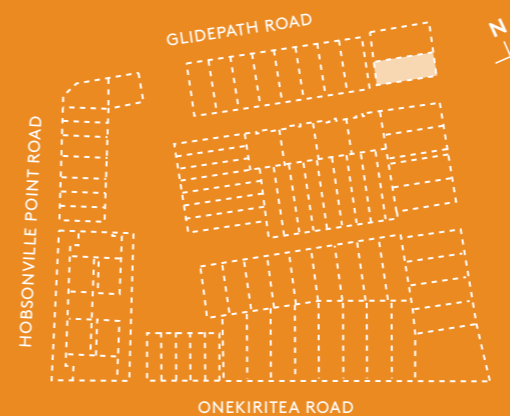 GLIDEPATH ROAD
N
HOBSONVILLE POINT ROAD
ONEKIRITEA ROAD